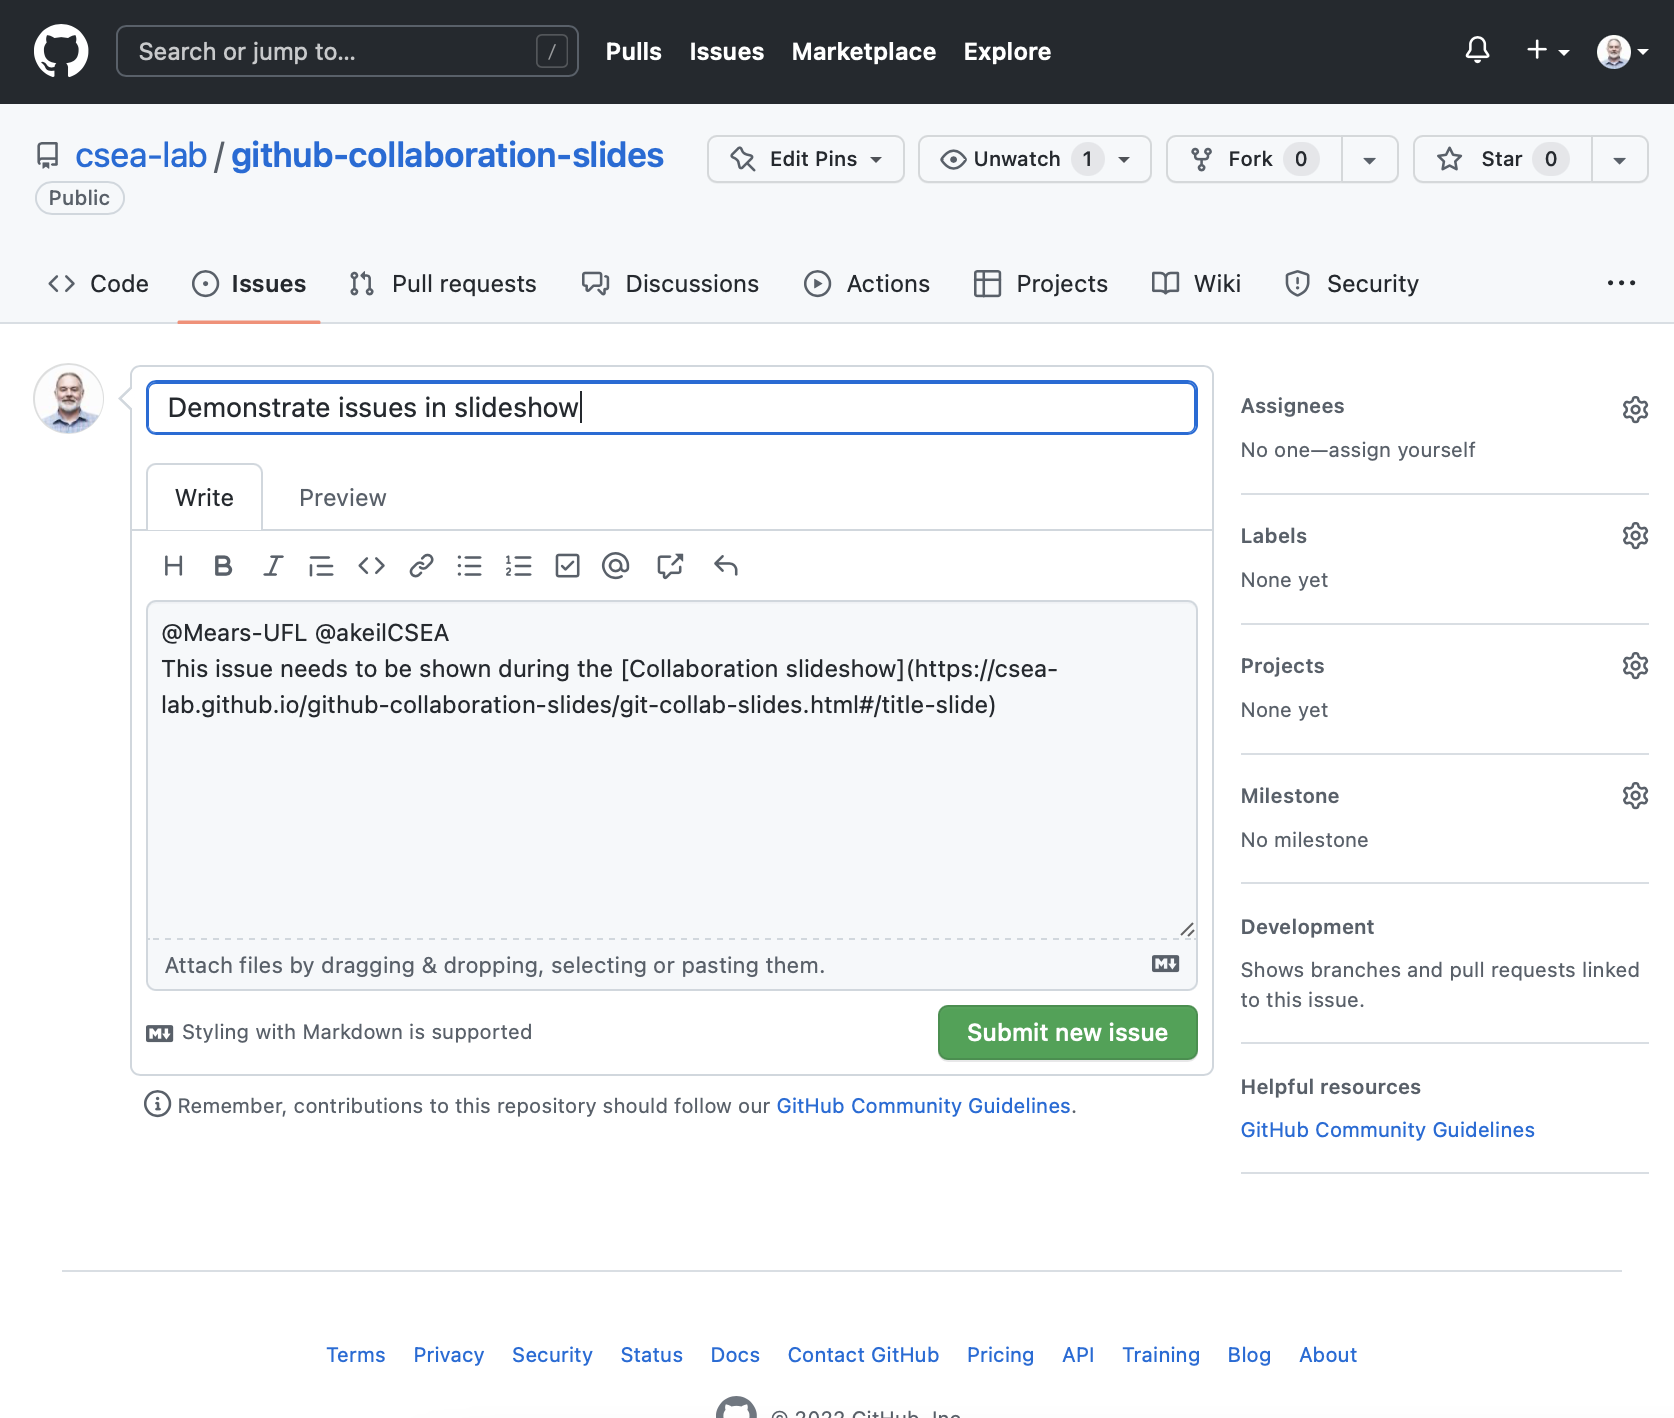 Search or jump to... / Pulls Issues Marketplace Explore
csea-lab / github-collaboration-slides
Public
Edit Pins Unwatch 1 Fork 0 Star 0
Code Issues Pull requests Discussions Actions Projects Wiki Security ...
Demonstrate issues in slideshow
Write Preview
@Mears-UFL @akeilCSEA
This issue needs to be shown during the [Collaboration slideshow](https://csea-
lab.github.io/github-collaboration-slides/git-collab-slides.html#/title-slide)
Attach files by dragging & dropping, selecting or pasting them.
Styling with Markdown is supported
Submit new issue
Remember, contributions to this repository should follow our GitHub Community Guidelines.
Assignees
No one—assign yourself
Labels
None yet
Projects
None yet
Milestone
No milestone
Development
Shows branches and pull requests linked
to this issue.
Helpful resources
GitHub Community Guidelines
Terms Privacy Security Status Docs Contact GitHub Pricing API Training Blog About
© 2022 GitHub, Inc.